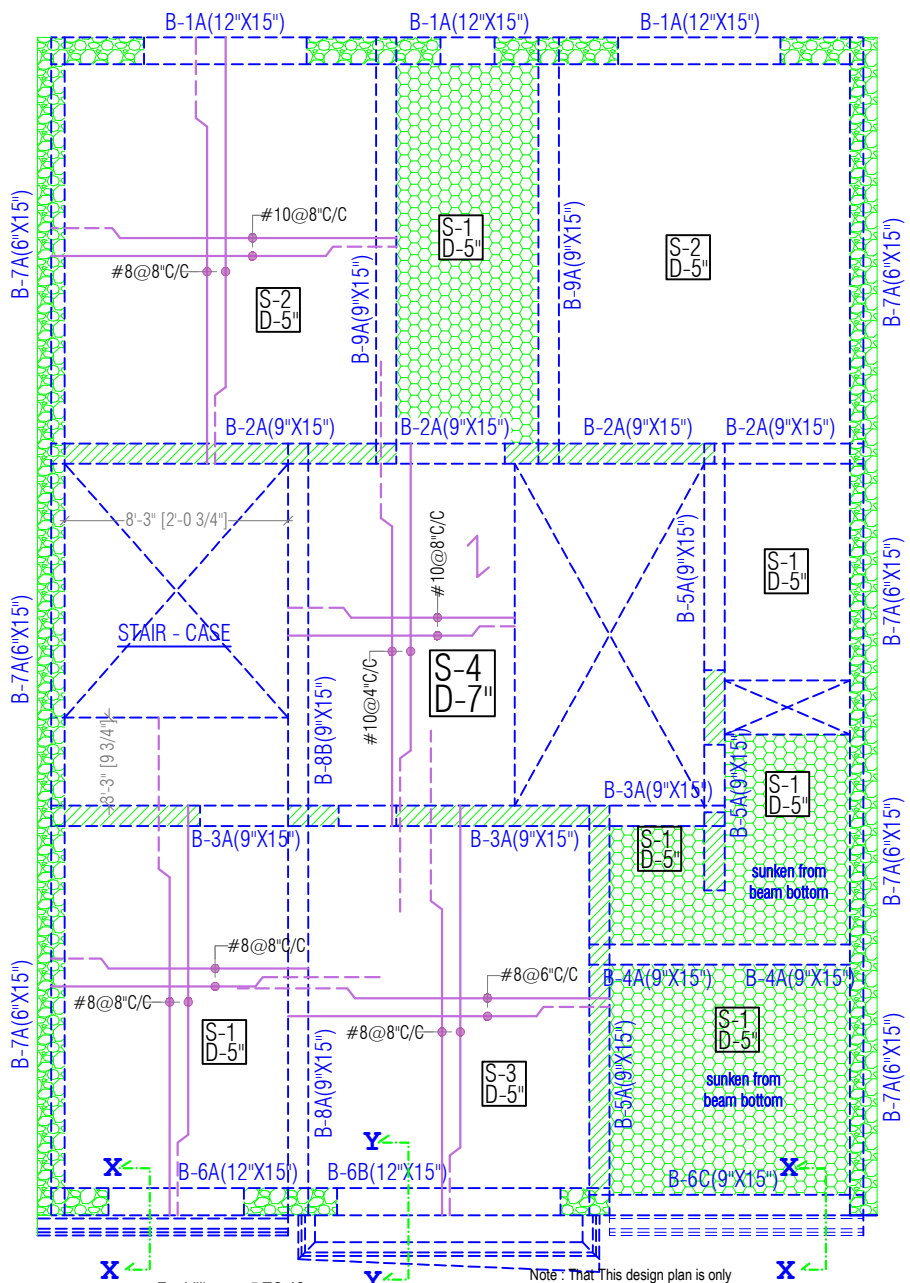 B-1A(12"X15")
B-1A(12"X15")
B-1A(12"X15")
B-7A(6"X15")
#10@8"C/C
#8@8"C/C
S-2
D-5"
B-9A(9"X15")
S-1
D-5"
B-9A(9"X15")
S-2
D-5"
B-7A(6"X15")
B-2A(9"X15")
B-2A(9"X15")
B-2A(9"X15")
B-2A(9"X15")
8'-3" [2'-0 3/4"]
STAIR - CASE
B-7A(6"X15")
8'-3" [9 3/4"]
B-8B(9"X15")
#10@8"C/C
#10@4"C/C
S-4
D-7"
B-5A(9"X15")
S-1
D-5"
B-7A(6"X15")
B-3A(9"X15")
B-5A(9"X15")
S-1
D-5"
B-3A(9"X15")
B-3A(9"X15")
S-1
D-5"
sunken from
beam bottom
B-7A(6"X15")
#8@8"C/C
#8@8"C/C
#8@6"C/C
#8@8"C/C
B-4A(9"X15")
B-4A(9"X15")
B-7A(6"X15")
S-1
D-5"
B-8A(9"X15")
S-3
D-5"
B-5A(9"X15")
S-1
D-5"
sunken from
beam bottom
B-7A(6"X15")
B-6A(12"X15")
B-6B(12"X15")
B-6C(9"X15")
X
Y
X
X
Y
X
Note : That This design plan is only